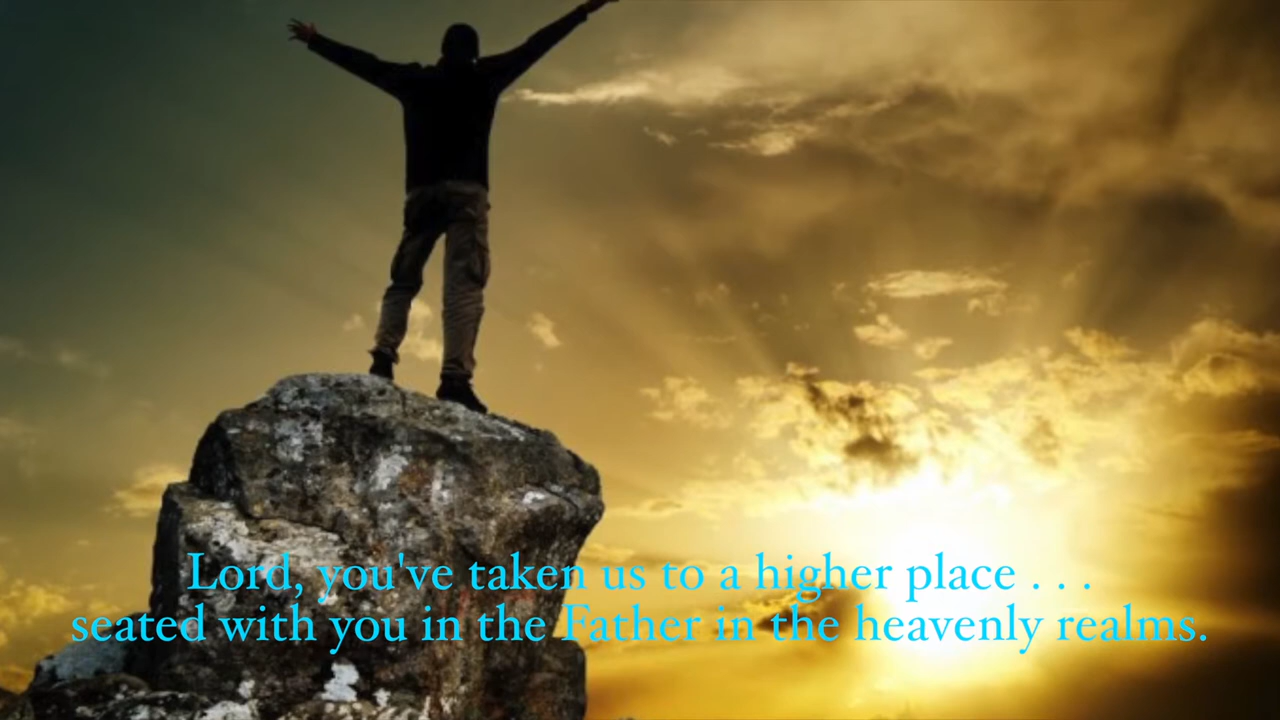 Lord, you've taken us to a higher place . . .
seated with you in the Father in the heavenly realms.